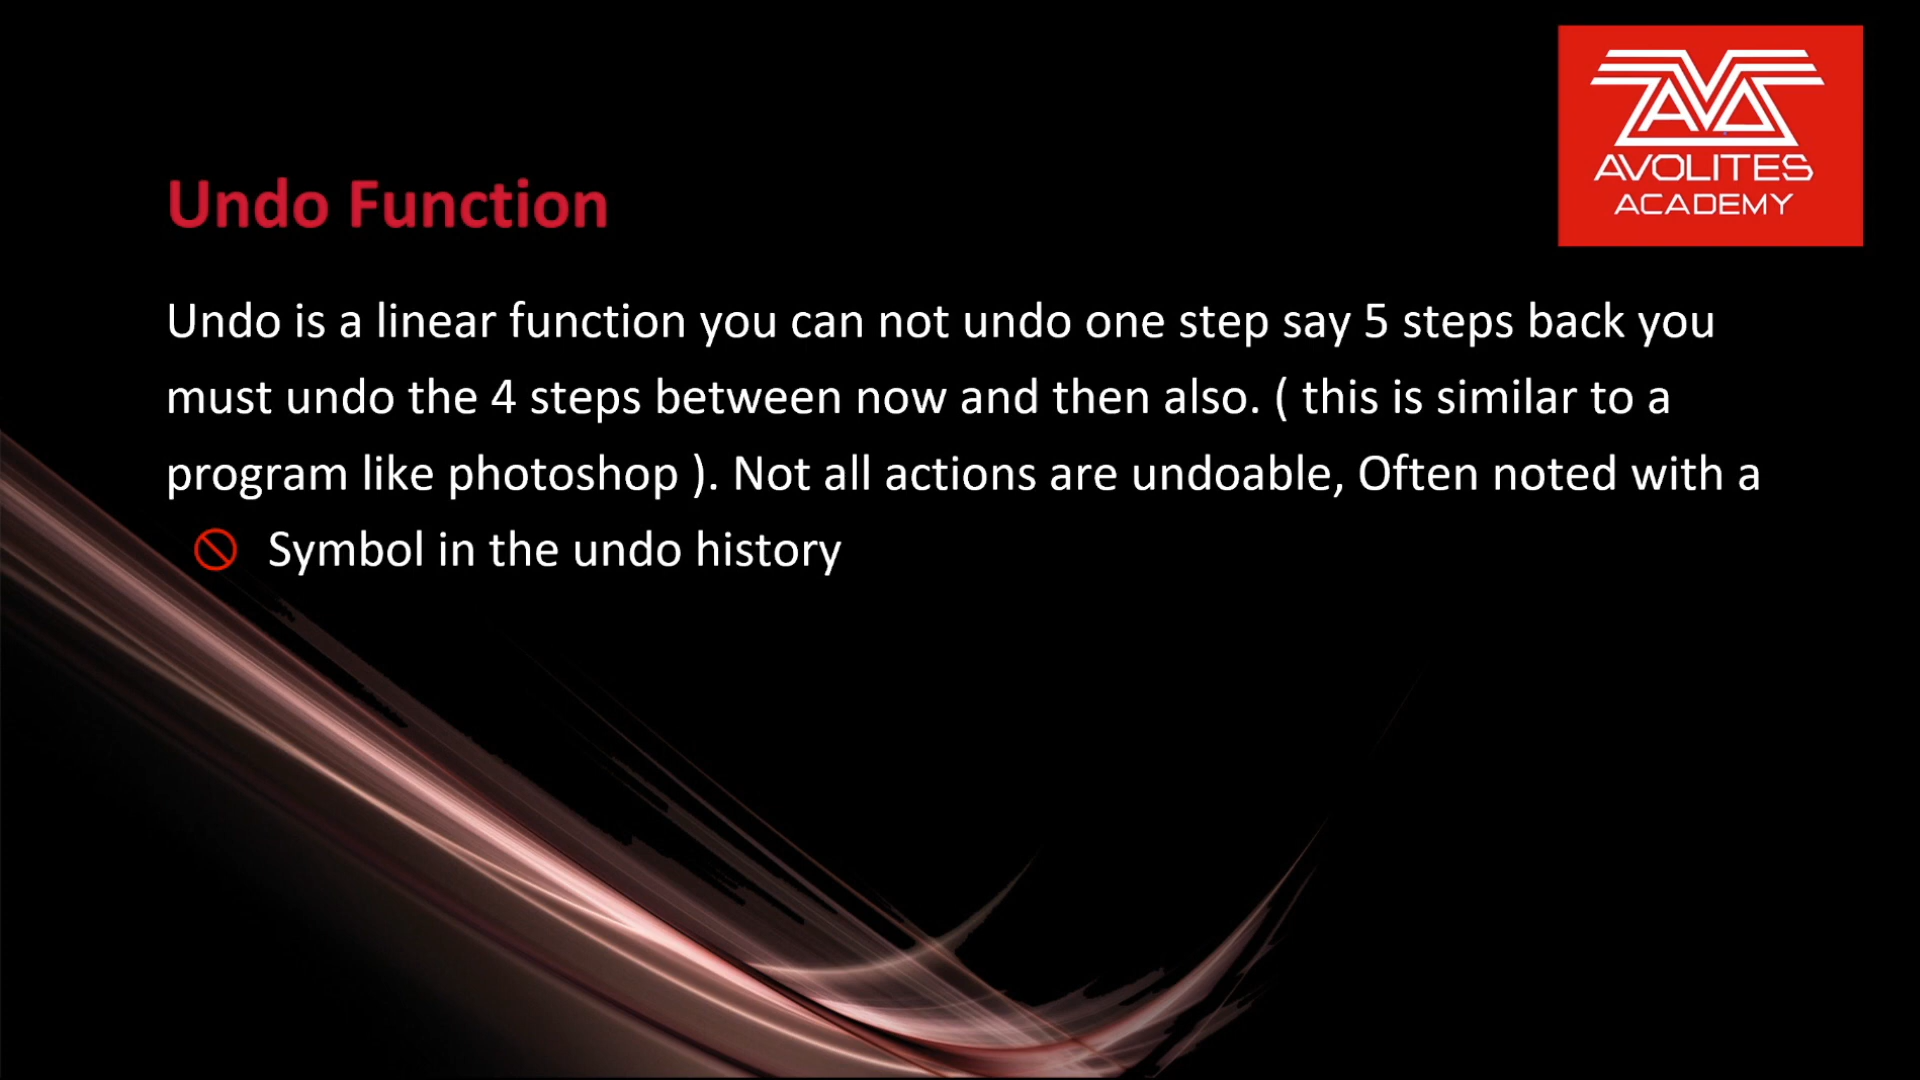 AVOLITES
ACADEMY
Undo Function
Undo is a linear function you can not undo one step say 5 steps back you
must undo the 4 steps between now and then also. ( this is similar to a
program like photoshop ). Not all actions are undoable, Often noted with a
🚫 Symbol in the undo history